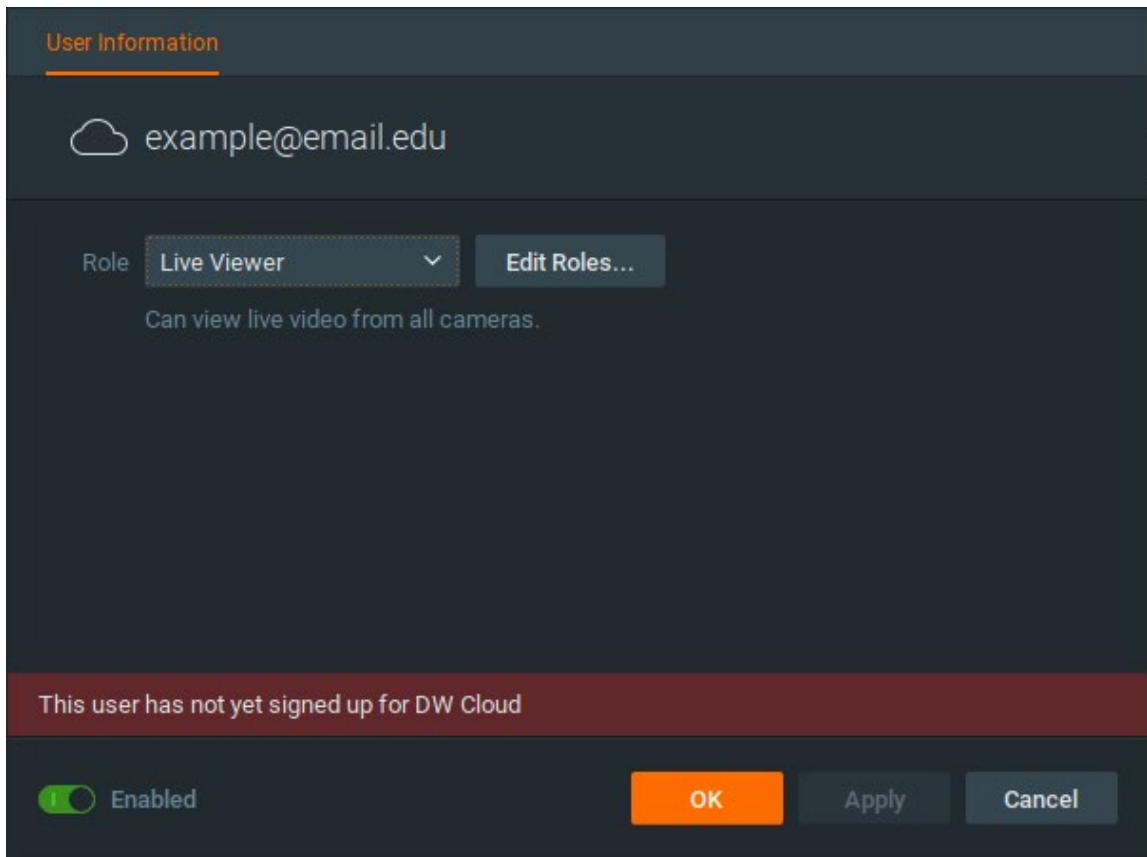 User Information
example@email.edu
Role Live Viewer Edit Roles...
Can view live video from all cameras.
This user has not yet signed up for DW Cloud
Enabled OK Apply Cancel